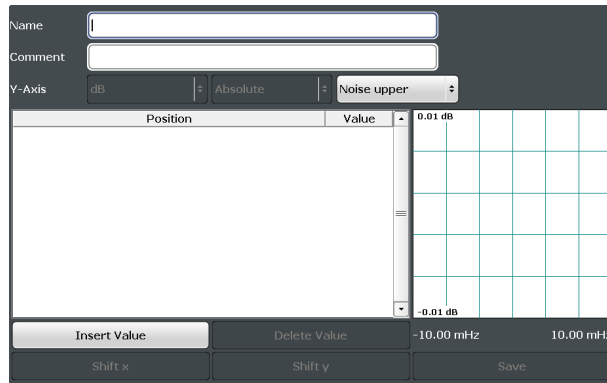 Name
Comment
Y-Axis dB Absolute Noise upper
Position Value 0.01 dB
-0.01 dB
Insert Value Delete Value -10.00 mHz 10.00 mH
Shift x Shift y Save